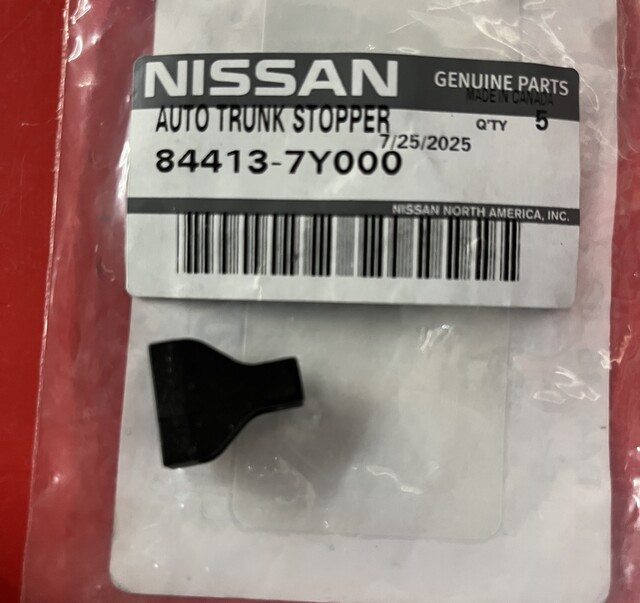 NISSAN GENUINE PARTS
MADE IN CANADA
AUTO TRUNK STOPPER Q'TY 5
7/25/2025
84413-7Y000
NISSAN NORTH AMERICA, INC.